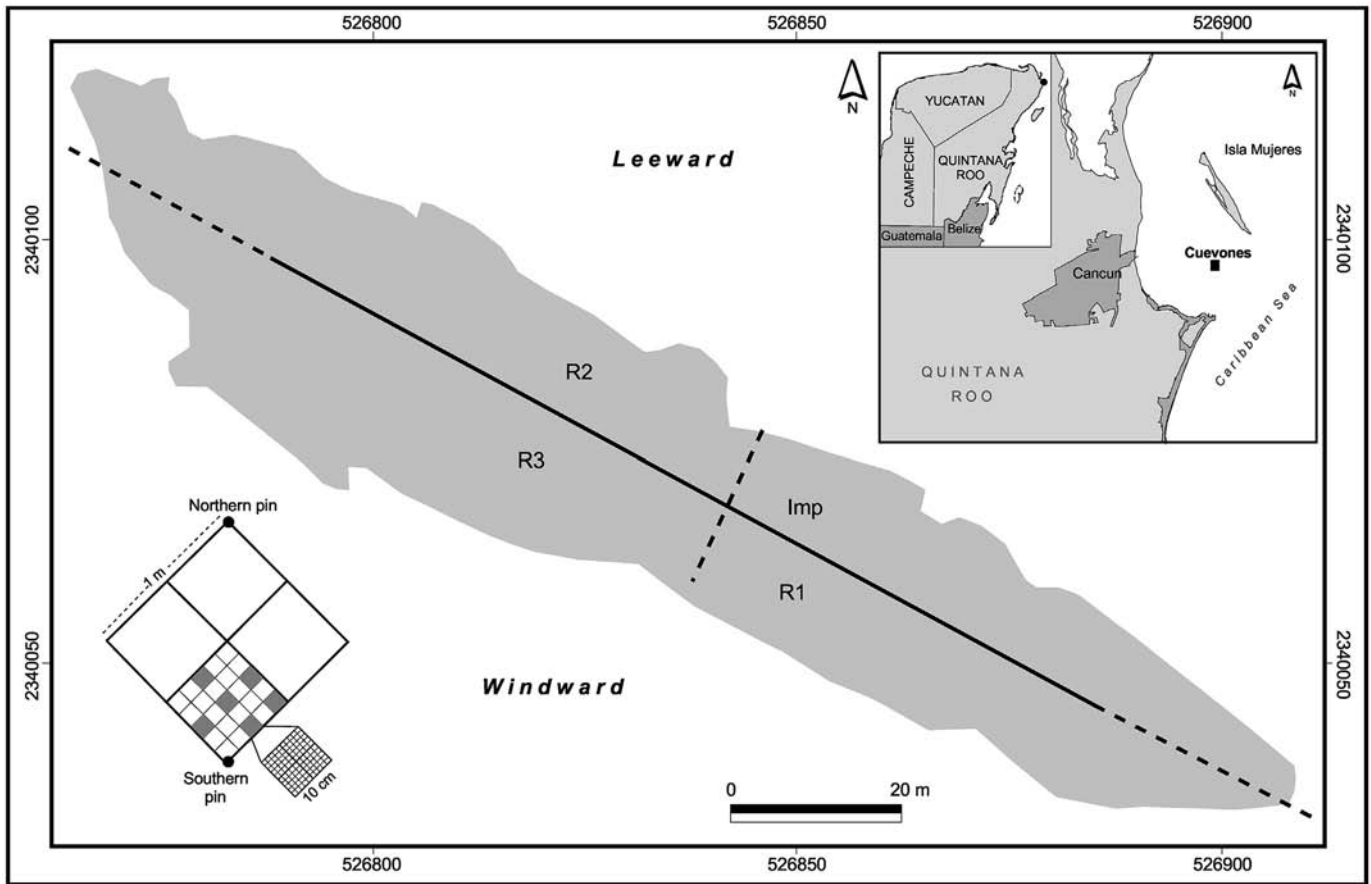 526800
526850
526900
2340100
2340050
2340100
2340050
N
Leeward
R2
R3
Imp
R1
Windward
Northern pin
1 m
Southern
pin
10 cm
0
20 m
YUCATAN
CAMPECHE
QUINTANA
ROO
Guatemala
Belize
N
Isla Mujeres
Cuevones
Cancun
Caribbean Sea
QUINTANA
ROO
526800
526850
526900